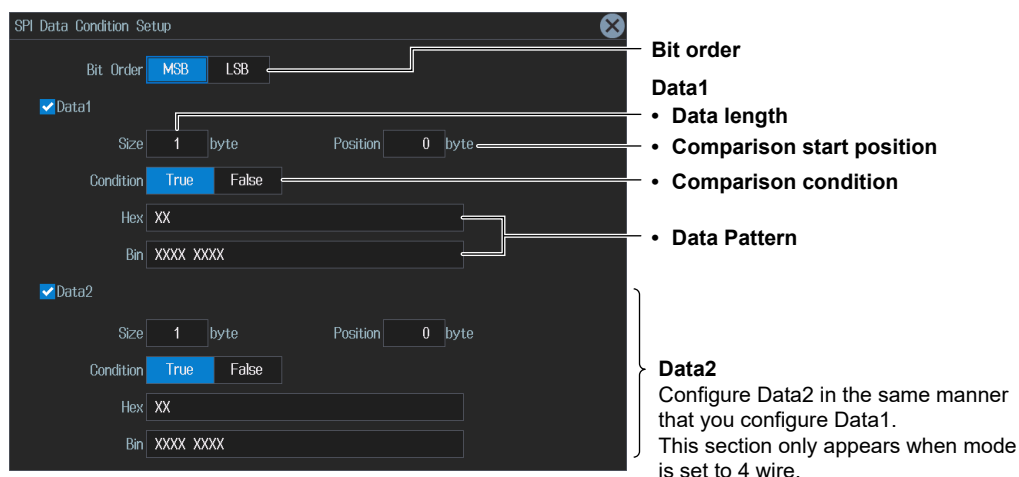 SPI Data Condition Setup
Bit Order MSB LSB
Data1
Size 1 byte Position 0 byte
Condition True False
Hex XX
Bin XXXX XXXX
Data2
Size 1 byte Position 0 byte
Condition True False
Hex XX
Bin XXXX XXXX
Bit order
Data1
• Data length
• Comparison start position
• Comparison condition
• Data Pattern
Data2
Configure Data2 in the same manner
that you configure Data1.
This section only appears when mode
is set to 4 wire.